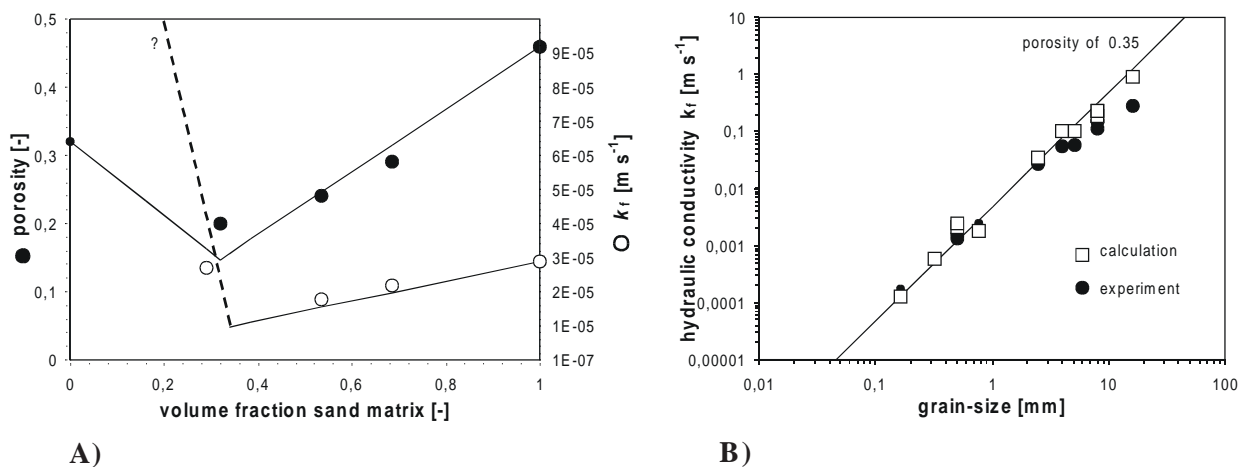 0,5
0,4
0,3
0,2
0,1
0
porosity [-]
?
9E-05
8E-05
7E-05
6E-05
5E-05
4E-05
3E-05
2E-05
1E-05
1E-07
kf [m s-1]
0
0,2
0,4
0,6
0,8
1
volume fraction sand matrix [-]
A)
hydraulic conductivity kf [m s-1]
10
1
0,1
0,01
0,001
0,0001
0,00001
porosity of 0.35
calculation
experiment
0,01
0,1
1
10
100
grain-size [mm]
B)